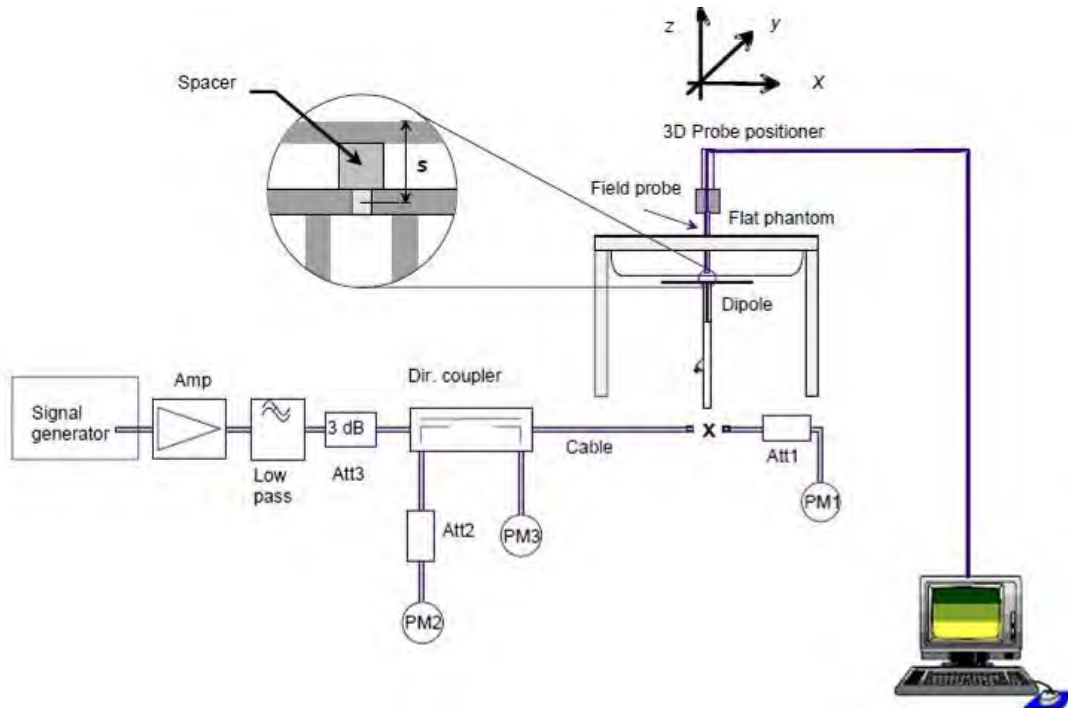 z
y
X
Spacer
3D Probe positioner
s
Field probe
Flat phantom
Dipole
Dir. coupler
Amp
Signal
generator
3 dB
Cable
X
Att1
Low
pass
Att3
Att2
PM3
PM1
PM2